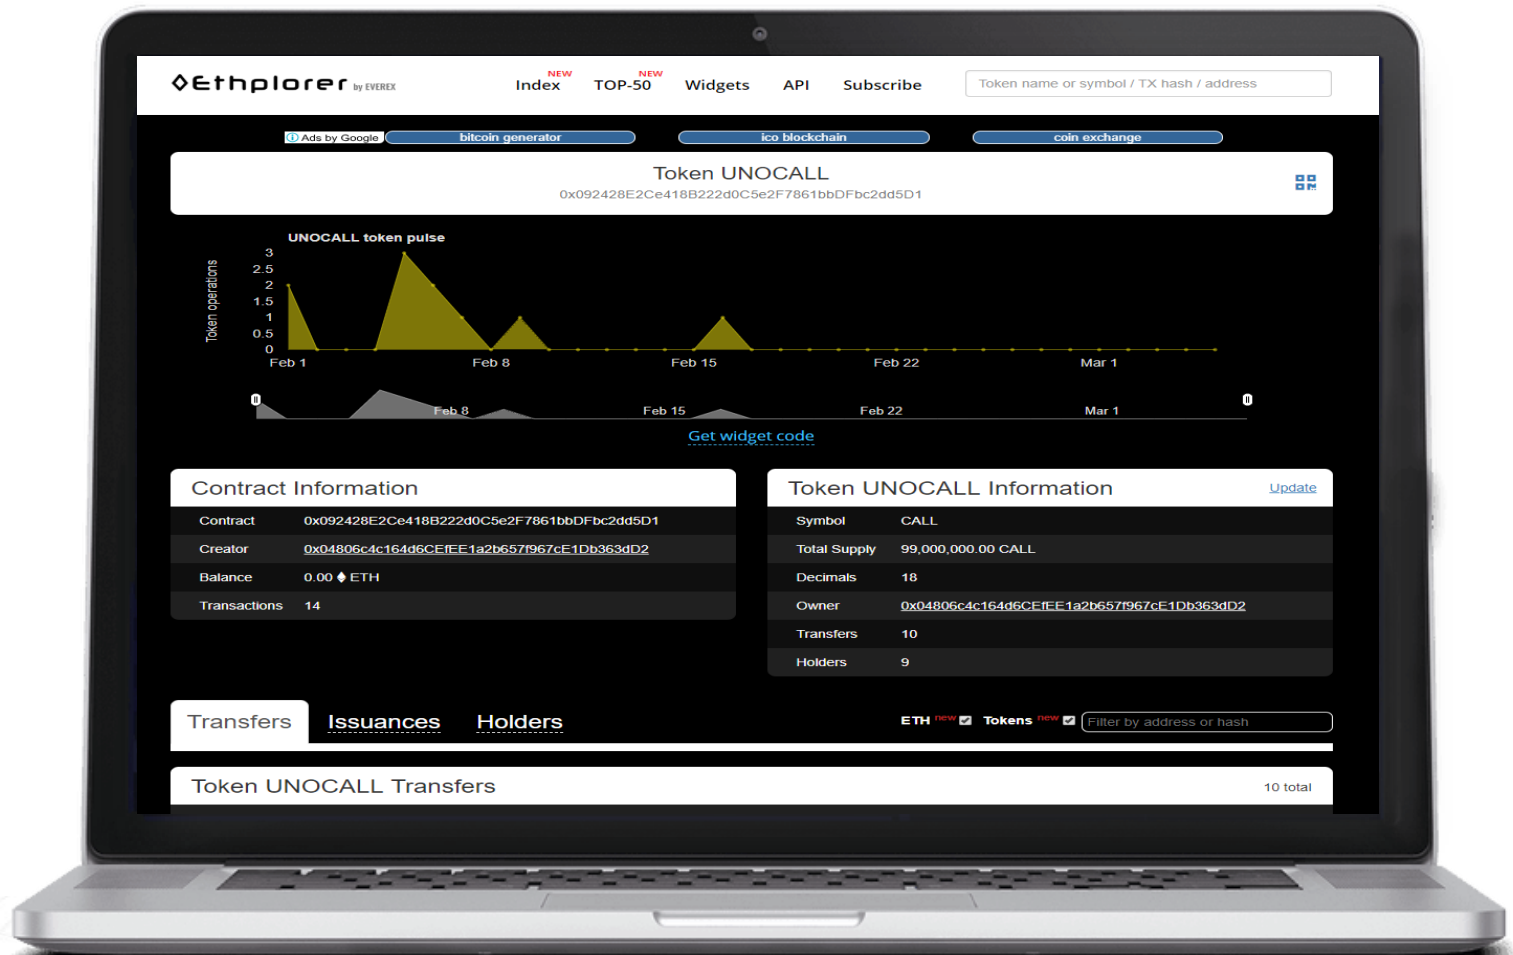 Ethplorer by EVEREX
Index NEW TOP-50 NEW Widgets API Subscribe Token name or symbol / TX hash / address
Ads by Google bitcoin generator ico blockchain coin exchange
Token UNOCALL
0x092428E2Ce418B222d0C5e2F7861bbDFbc2dd5D1
UNOCALL token pulse
Token operations
3
2.5
2
1.5
1
0.5
0
Feb 1 Feb 8 Feb 15 Feb 22 Mar 1
Feb 8 Feb 15 Feb 22 Mar 1
Get widget code
Contract Information
Contract 0x092428E2Ce418B222d0C5e2F7861bbDFbc2dd5D1
Creator 0x04806c4c164d6CEfEE1a2b657f967cE1Db363dD2
Balance 0.00 ETH
Transactions 14
Token UNOCALL Information Update
Symbol CALL
Total Supply 99,000,000.00 CALL
Decimals 18
Owner 0x04806c4c164d6CEfEE1a2b657f967cE1Db363dD2
Transfers 10
Holders 9
Transfers Issuances Holders ETH new Tokens new Filter by address or hash
Token UNOCALL Transfers 10 total